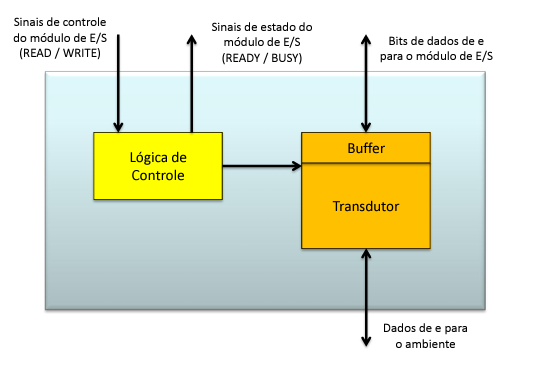 Sinais de controle
do módulo de E/S
(READ / WRITE)
Sinais de estado do
módulo de E/S
(READY / BUSY)
Bits de dados de e
para o módulo de E/S
Lógica de
Controle
Buffer
Transdutor
Dados de e para
o ambiente